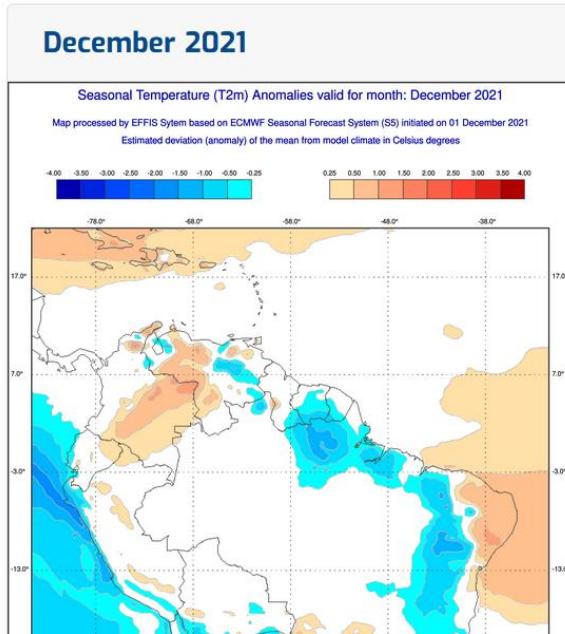 December 2021
Seasonal Temperature (T2m) Anomalies valid for month: December 2021
Map processed by EFFIS Sytem based on ECMWF Seasonal Forecast System (S5) initiated on 01 December 2021
Estimated deviation (anomaly) of the mean from model climate in Celsius degrees
-4.00 -3.50 -3.00 -2.50 -2.00 -1.50 -1.00 -0.50 -0.25
0.25 0.50 1.00 1.50 2.00 2.50 3.00 3.50 4.00
-78.0° -68.0° -58.0° -48.0° -38.0°
17.0° 17.0
7.0° 7.0°
-3.0° -3.0°
-13.0° -13.0